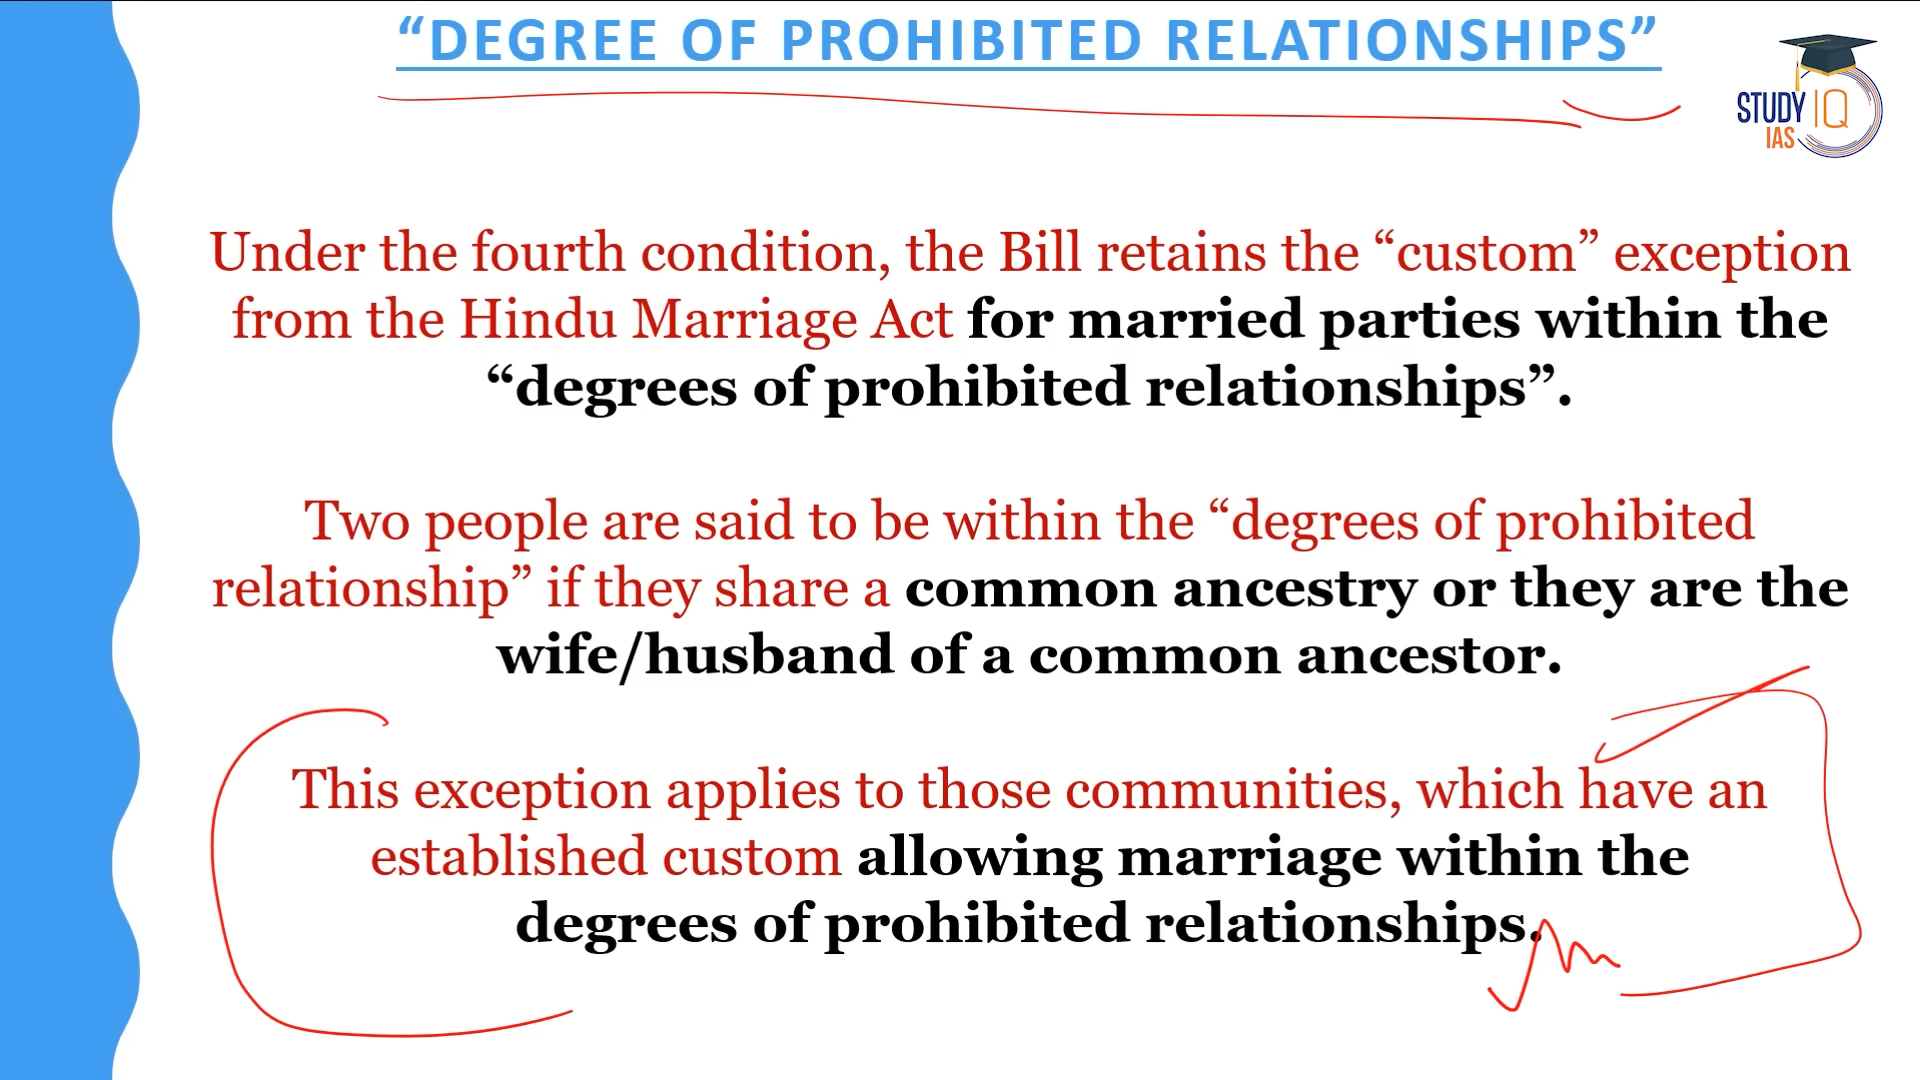 “DEGREE OF PROHIBITED RELATIONSHIPS”
STUDY IQ
IAS
Under the fourth condition, the Bill retains the “custom” exception
from the Hindu Marriage Act for married parties within the
“degrees of prohibited relationships”.
Two people are said to be within the “degrees of prohibited
relationship” if they share a common ancestry or they are the
wife/husband of a common ancestor.
This exception applies to those communities, which have an
established custom allowing marriage within the
degrees of prohibited relationships.